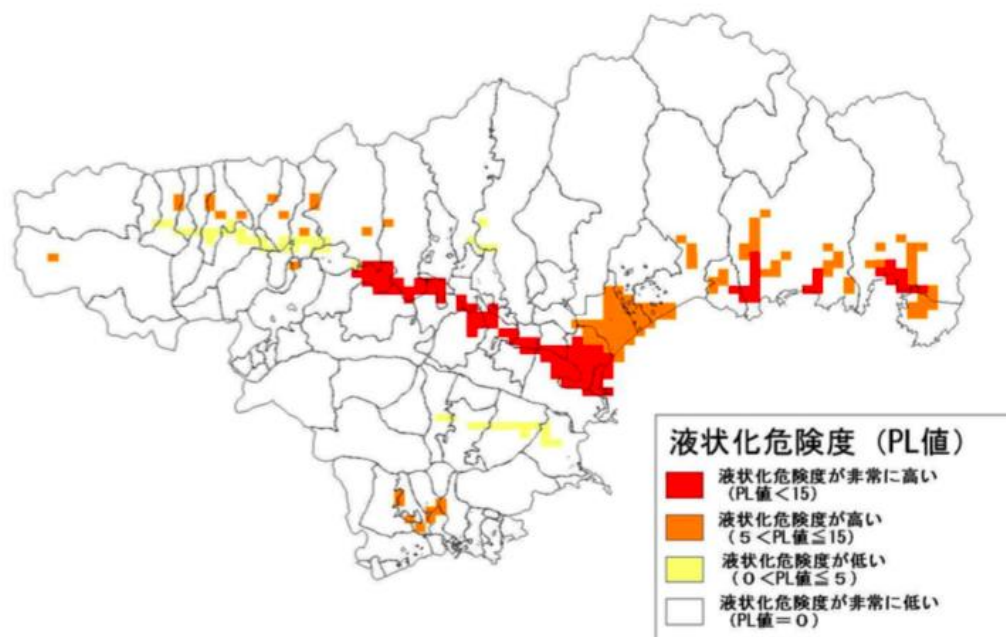 液状化危険度（PL値）
液状化危険度が非常に高い
（PL値＜15）
液状化危険度が高い
（５＜PL値≦15）
液状化危険度が低い
（０＜PL値≦５）
液状化危険度が非常に低い
（PL値＝０）